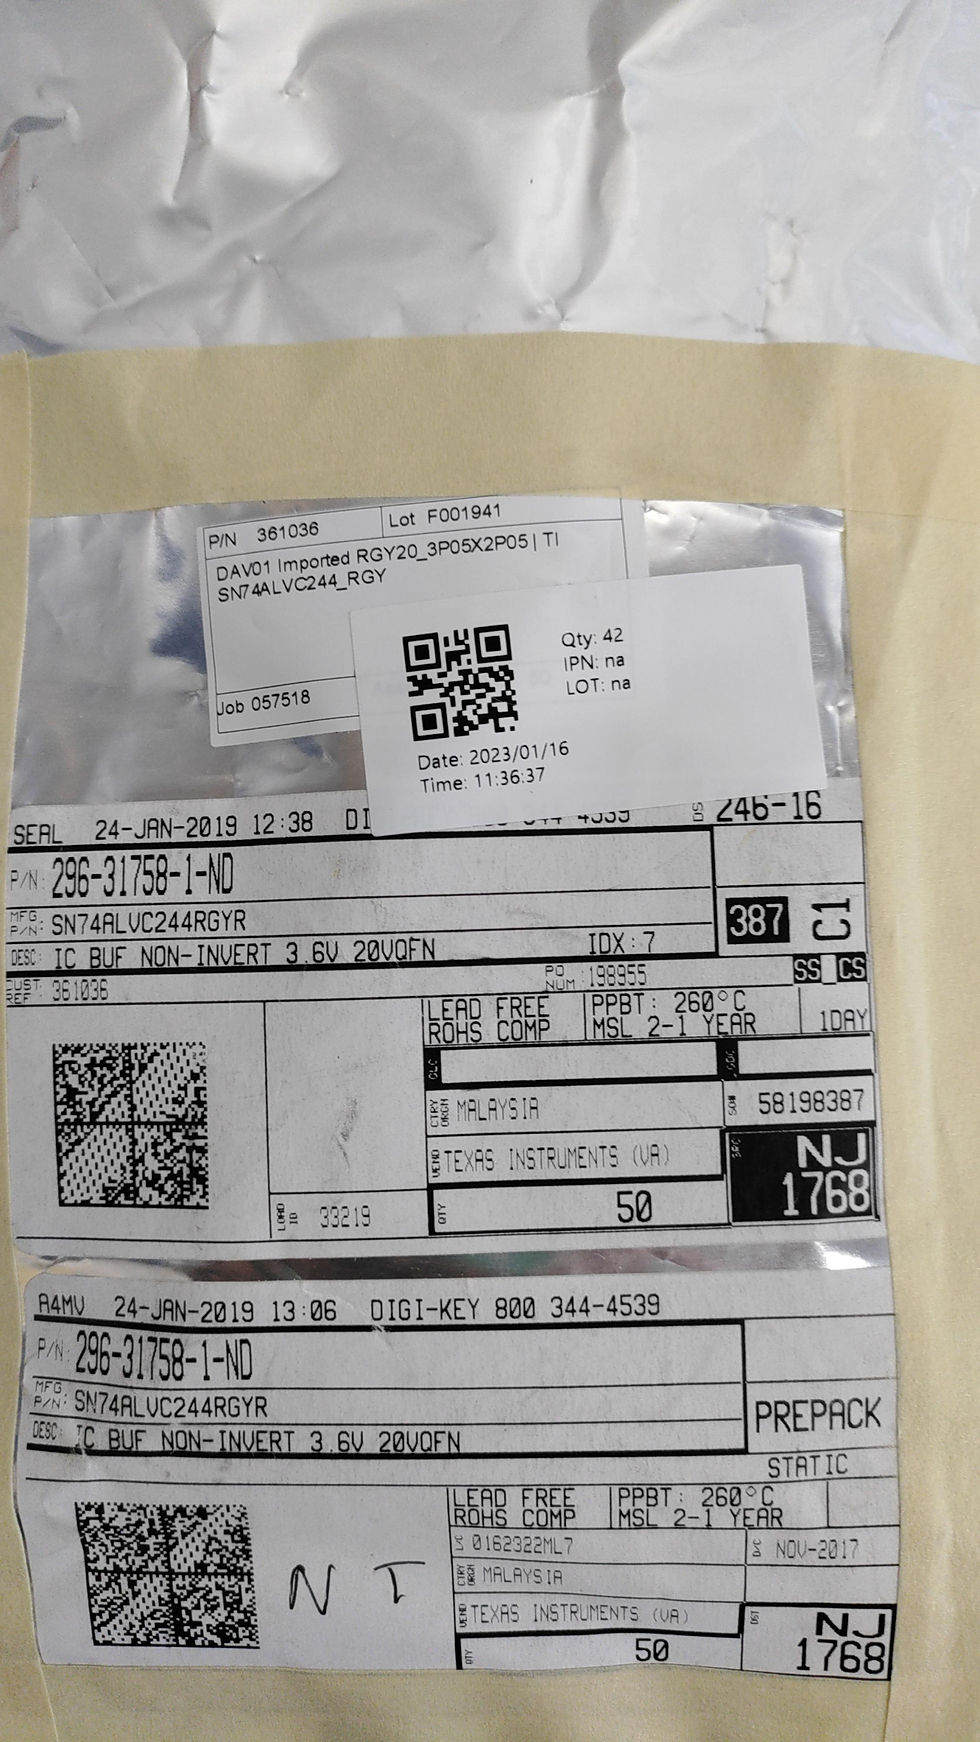 P/N 361036 Lot F001941
DAV01 Imported RGY20_3P05X2P05 | TI
SN74ALVC244_RGY
Job 057518
Qty: 42
IPN: na
LOT: na
Date: 2023/01/16
Time: 11:36:37
SEAL 24-JAN-2019 12:38 DI 4539 246-16
P/N: 296-31758-1-ND
MFG P/N: SN74ALVC244RGYR
387 C1
DESC: IC BUF NON-INVERT 3.6V 20VQFN IDX:7
CUST REF: 361036 PO NUM: 198955 SS CS
LEAD FREE ROHS COMP
PPBT: 260°C
MSL 2-1 YEAR
1DAY
CTRY ORGN MALAYSIA
58198387
VEND TEXAS INSTRUMENTS (VA)
NJ
1768
LOAD ID 33219
QTY 50
A4MV 24-JAN-2019 13:06 DIGI-KEY 800 344-4539
P/N: 296-31758-1-ND
MFG. P/N: SN74ALVC244RGYR
PREPACK
DESC: IC BUF NON-INVERT 3.6V 20VQFN
STATIC
LEAD FREE ROHS COMP
PPBT: 260°C
MSL 2-1 YEAR
0162322ML7
D/C NOV-2017
CTRY ORGN MALAYSIA
N I
VEND TEXAS INSTRUMENTS (VA)
DST NJ
1768
QTY 50